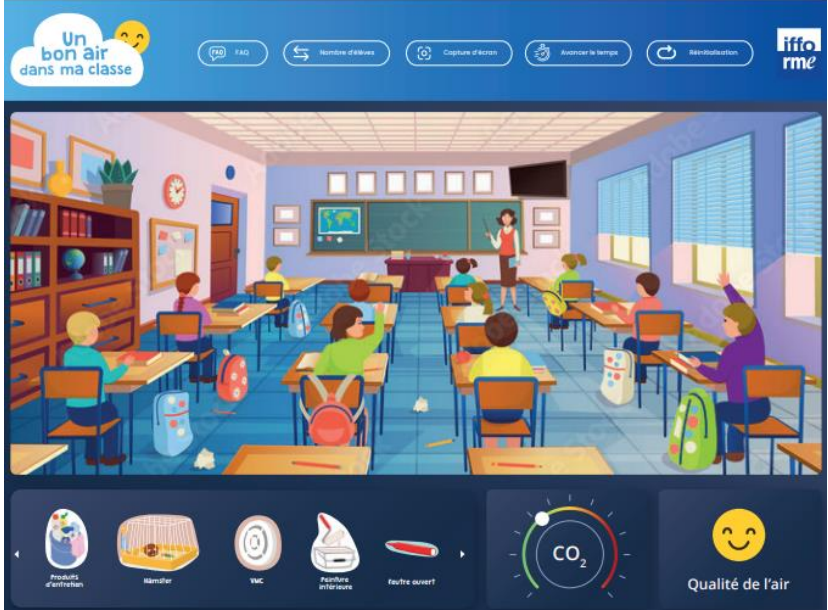 Un
bon air
dans ma classe
FAQ FAQ
Nombre d'élèves
Capture d'écran
Avancer le temps
Réinitialisation
iffo
rme
Produits
d'entretien
Hamster
VMC
Peinture
intérieure
Feutre ouvert
CO₂
Qualité de l'air